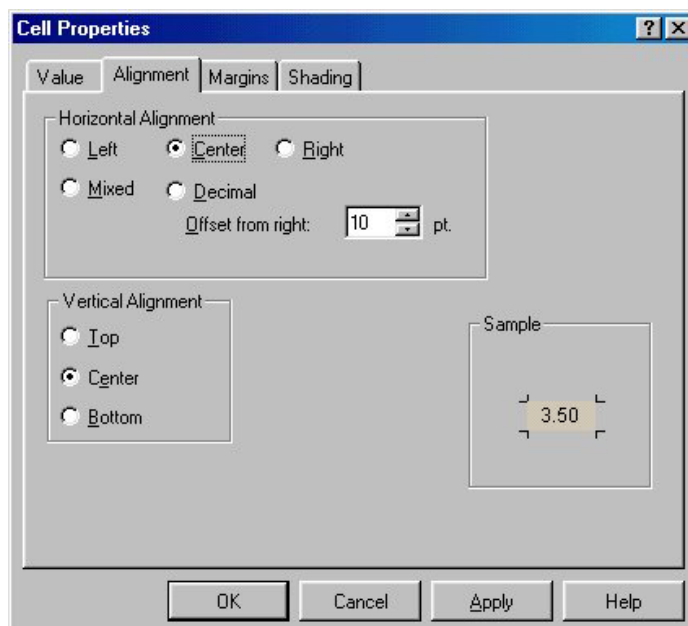 Cell Properties
Value Alignment Margins Shading
Horizontal Alignment
Left Center Right
Mixed Decimal
Offset from right: 10 pt.
Vertical Alignment
Top
Center
Bottom
Sample
3.50
OK Cancel Apply Help